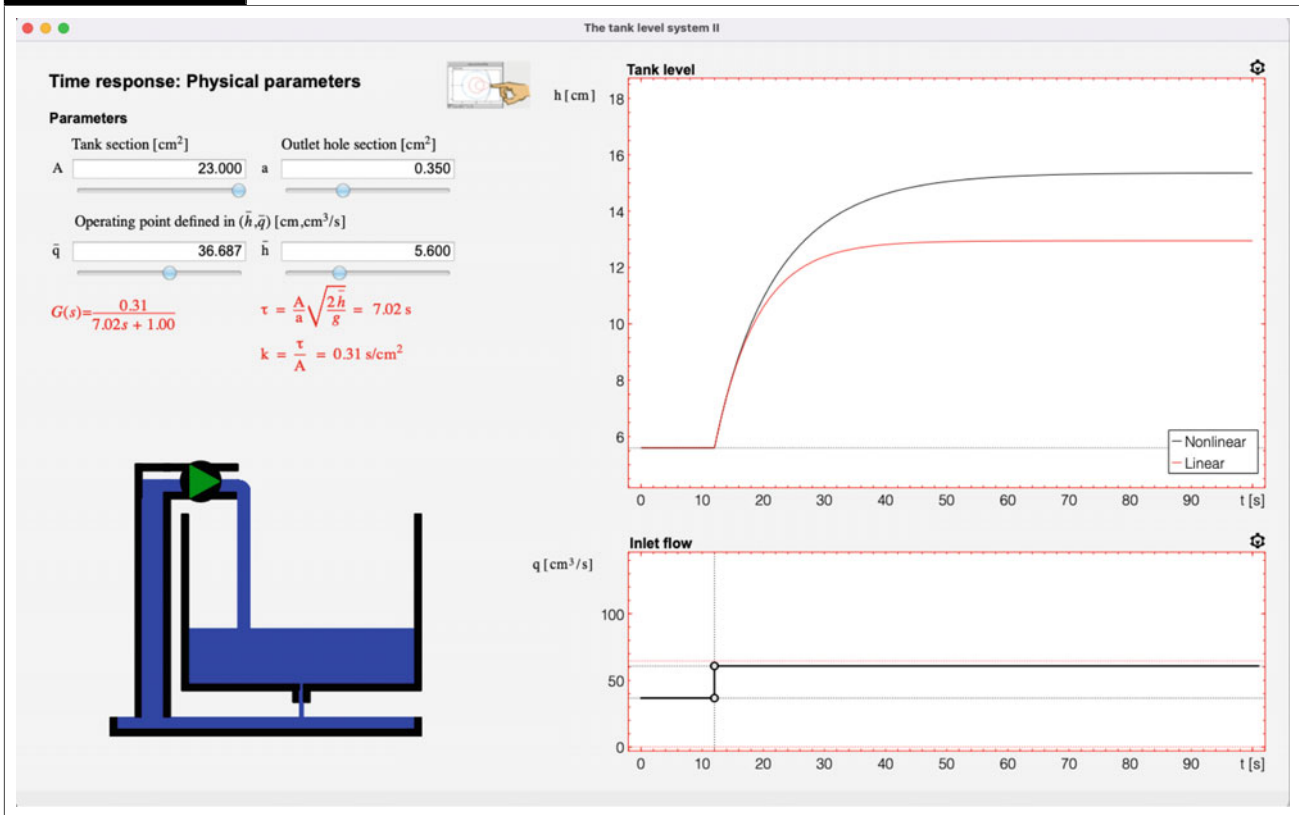 The tank level system II
Time response: Physical parameters
Parameters
Tank section [cm²]
Outlet hole section [cm²]
A 23.000 a 0.350
Operating point defined in (h̄,q̄) [cm,cm³/s]
q̄ 36.687 h̄ 5.600
G(s)=0.31/(7.02s + 1.00)
τ = A/a √(2h̄/g) = 7.02 s
k = τ/A = 0.31 s/cm²
Tank level
h [cm]
18
16
14
12
10
8
6
Nonlinear
Linear
0 10 20 30 40 50 60 70 80 90 t [s]
Inlet flow
q [cm³/s]
100
50
0
0 10 20 30 40 50 60 70 80 90 t [s]